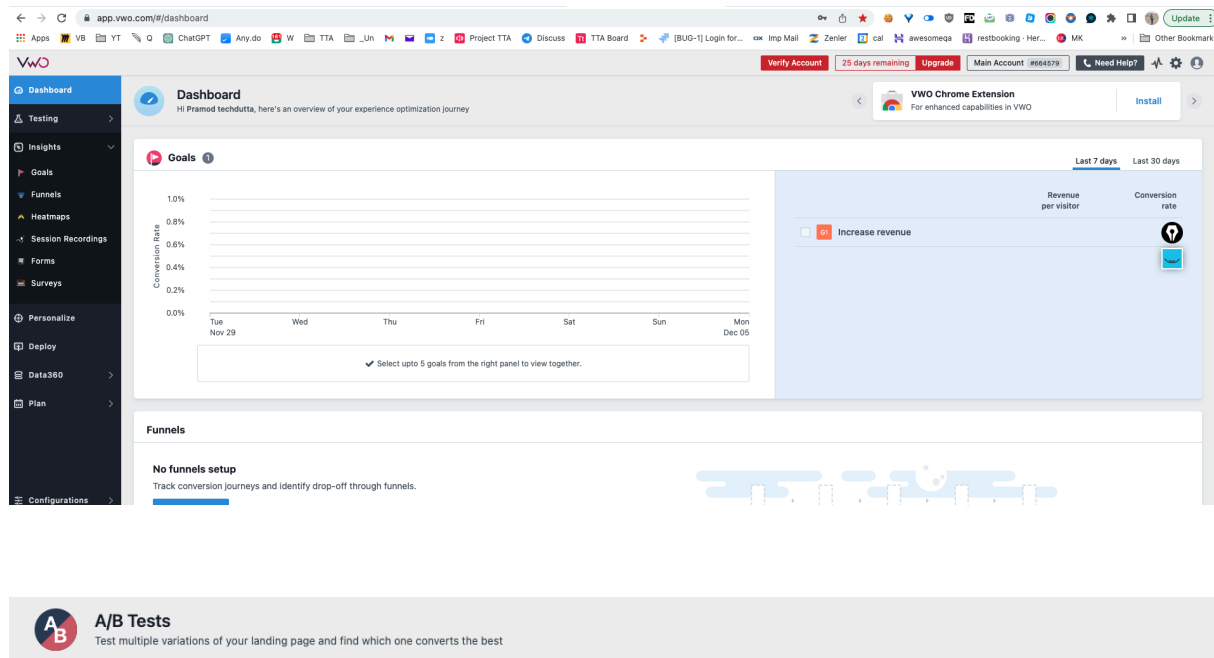 app.vwo.com/#/dashboard
Update
Apps VB YT Q ChatGPT Any.do W TTA _Un z Project TTA Discuss TTA Board [BUG-1] Login for... Imp Mail Zenler cal awesomeqa restbooking - Her... MK » Other Bookmark
VWO
Verify Account 25 days remaining Upgrade Main Account #664579 Need Help?
Dashboard
Testing
Insights
Goals
Funnels
Heatmaps
Session Recordings
Forms
Surveys
Personalize
Deploy
Data360
Plan
Configurations
Dashboard
Hi Pramod techdutta, here's an overview of your experience optimization journey
VWO Chrome Extension
For enhanced capabilities in VWO
Install
Goals 1
Last 7 days Last 30 days
Conversion Rate
1.0%
0.8%
0.6%
0.4%
0.2%
0.0%
Tue Wed Thu Fri Sat Sun Mon
Nov 29 Dec 05
Select upto 5 goals from the right panel to view together.
Revenue Conversion
per visitor rate
G1 Increase revenue
Funnels
No funnels setup
Track conversion journeys and identify drop-off through funnels.
AB
A/B Tests
Test multiple variations of your landing page and find which one converts the best